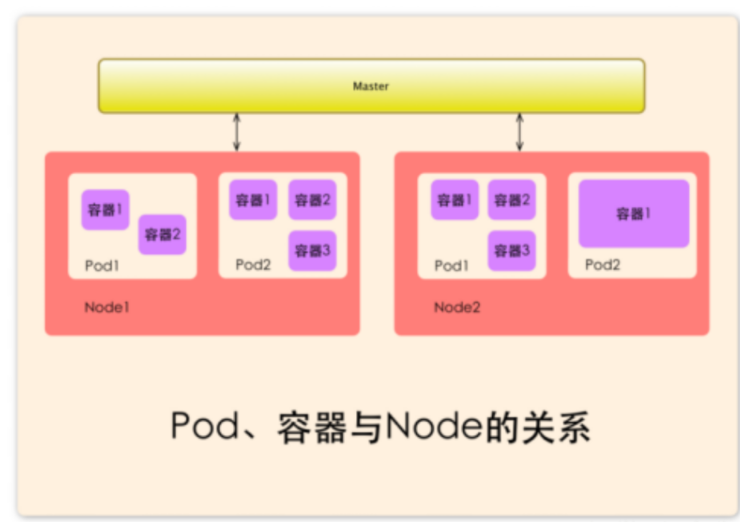 Master
容器1
容器2
Pod1
容器1 容器2
容器3
Pod2
Node1
容器1 容器2
容器3
Pod1
容器1
Pod2
Node2
Pod、容器与Node的关系